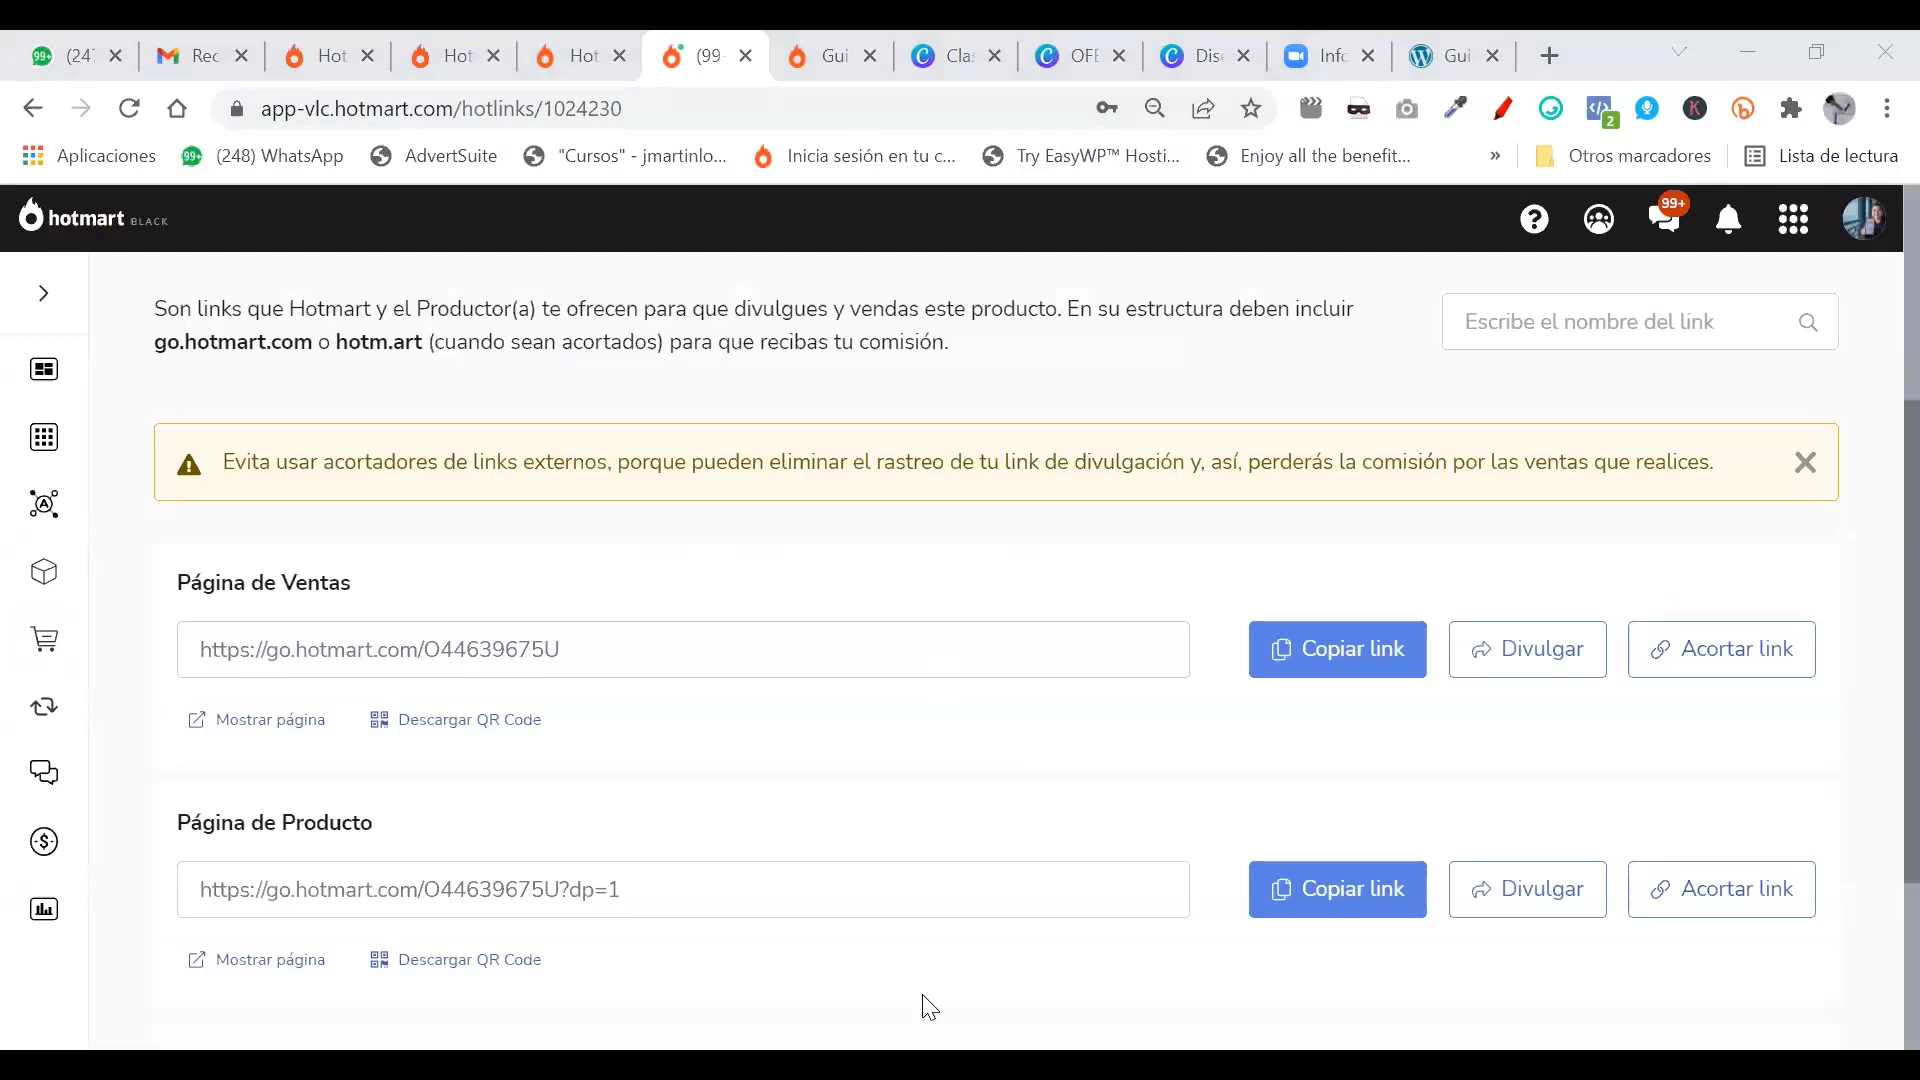 99+ (247 Rec Hot Hot Hot (99- Gui Clas OFE Dise Info Gui
app-vlc.hotmart.com/hotlinks/1024230
2
Aplicaciones 99+ (248) WhatsApp AdvertSuite "Cursos" - jmartinlo... Inicia sesión en tu c... Try EasyWP™ Hosti... Enjoy all the benefit... » Otros marcadores Lista de lectura
hotmart BLACK 99+
Son links que Hotmart y el Productor(a) te ofrecen para que divulgues y vendas este producto. En su estructura deben incluir
go.hotmart.com o hotm.art (cuando sean acortados) para que recibas tu comisión.
Escribe el nombre del link
Evita usar acortadores de links externos, porque pueden eliminar el rastreo de tu link de divulgación y, así, perderás la comisión por las ventas que realices.
Página de Ventas
https://go.hotmart.com/O44639675U Copiar link Divulgar Acortar link
Mostrar página Descargar QR Code
Página de Producto
https://go.hotmart.com/O44639675U?dp=1 Copiar link Divulgar Acortar link
Mostrar página Descargar QR Code